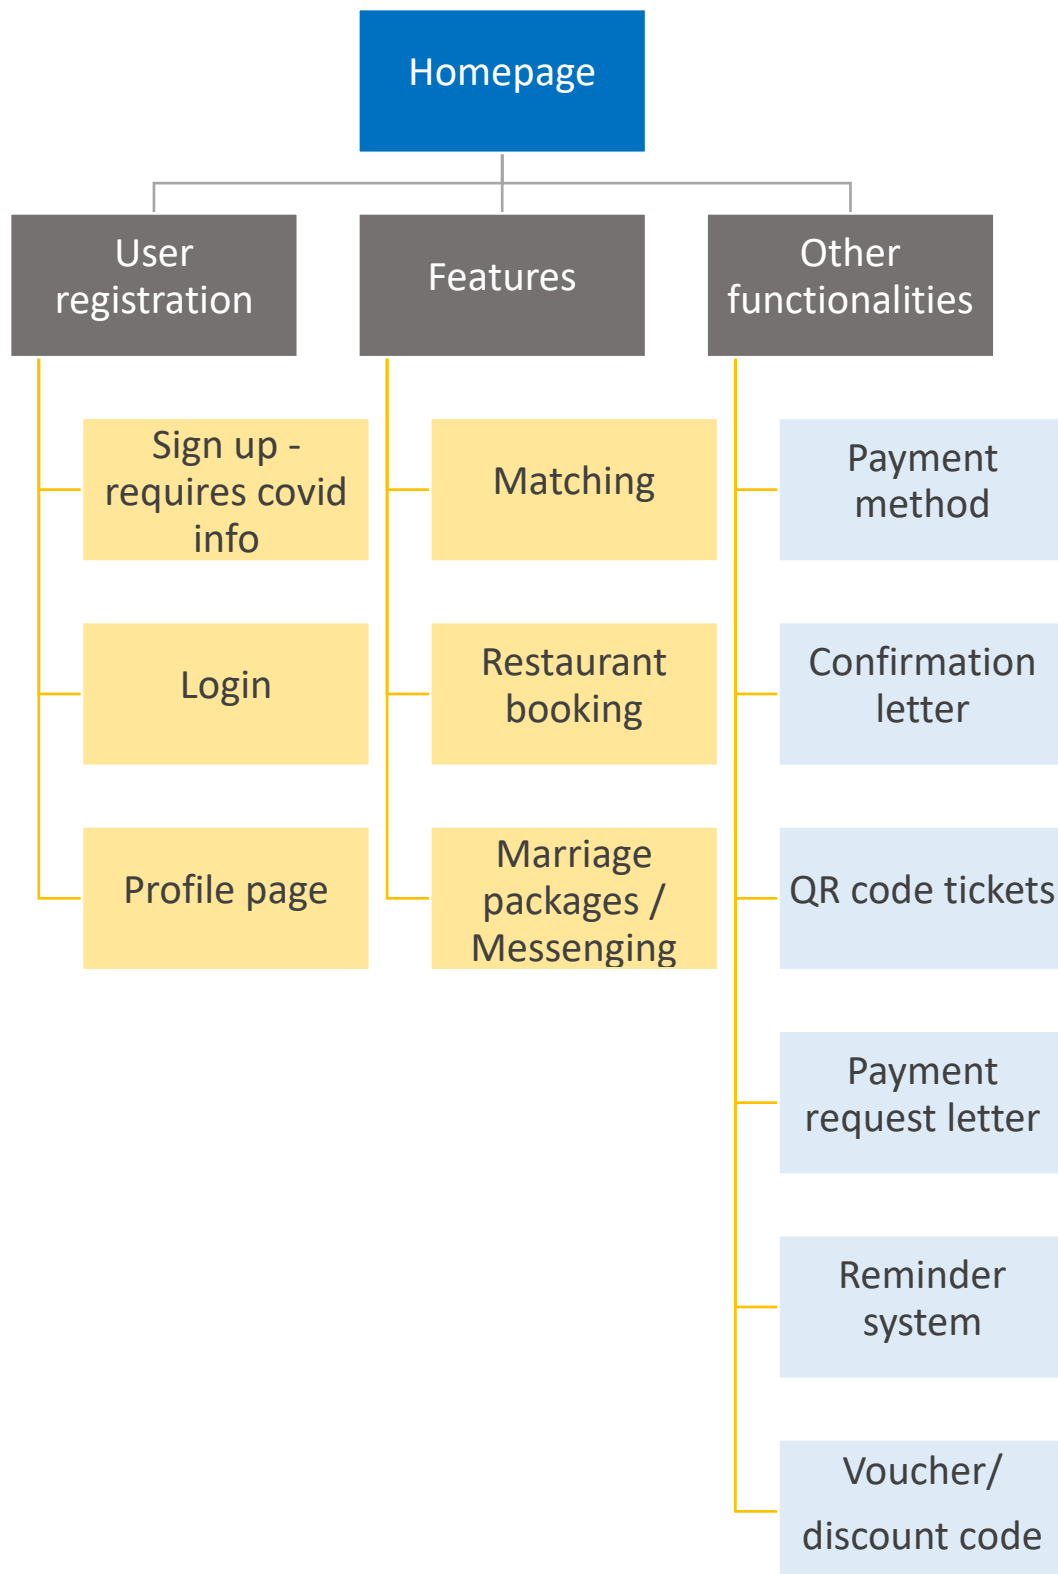 Homepage
User
registration
Features
Other
functionalities
Sign up -
requires covid
info
Matching
Payment
method
Login
Restaurant
booking
Confirmation
letter
Profile page
Marriage
packages /
Messenging
QR code tickets
Payment
request letter
Reminder
system
Voucher/
discount code